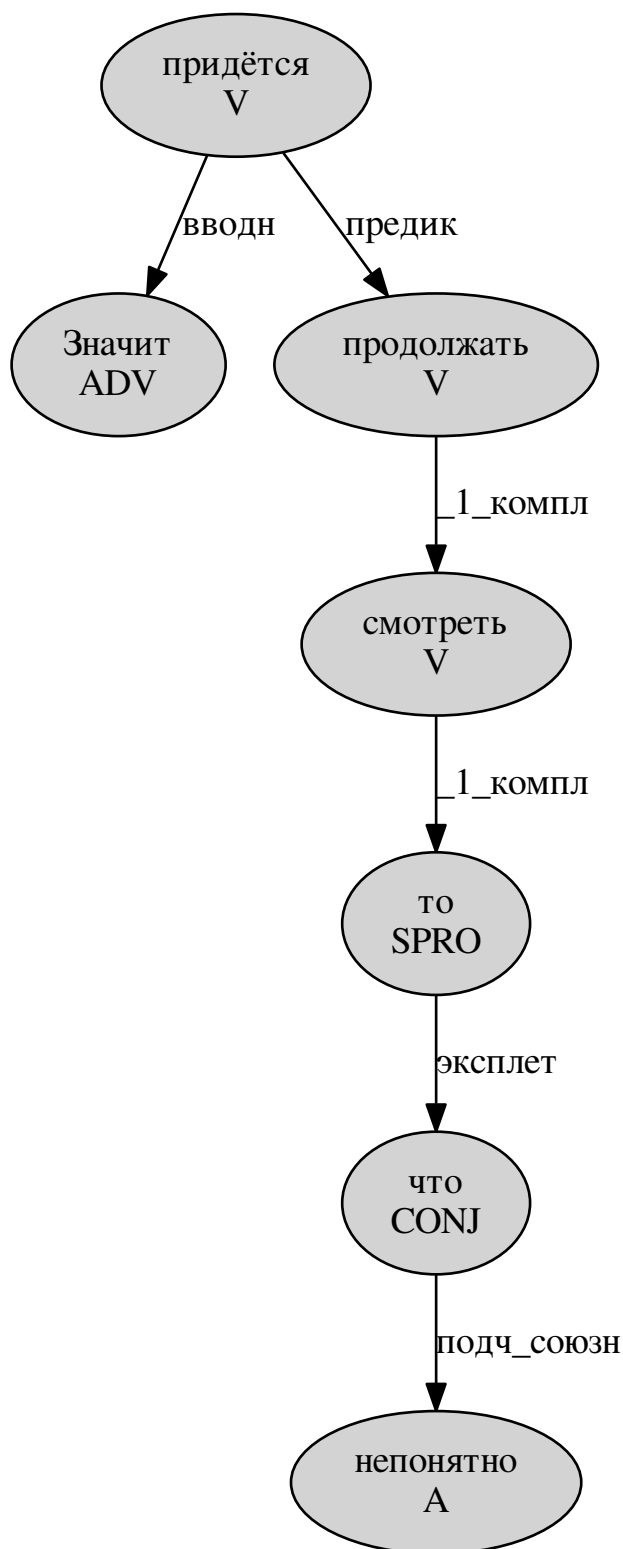 придётся
V
вводн
предик
Значит
ADV
продолжать
V
_1_компл
смотреть
V
_1_компл
то
SPRO
эксплет
что
CONJ
подч_союзн
непонятно
A